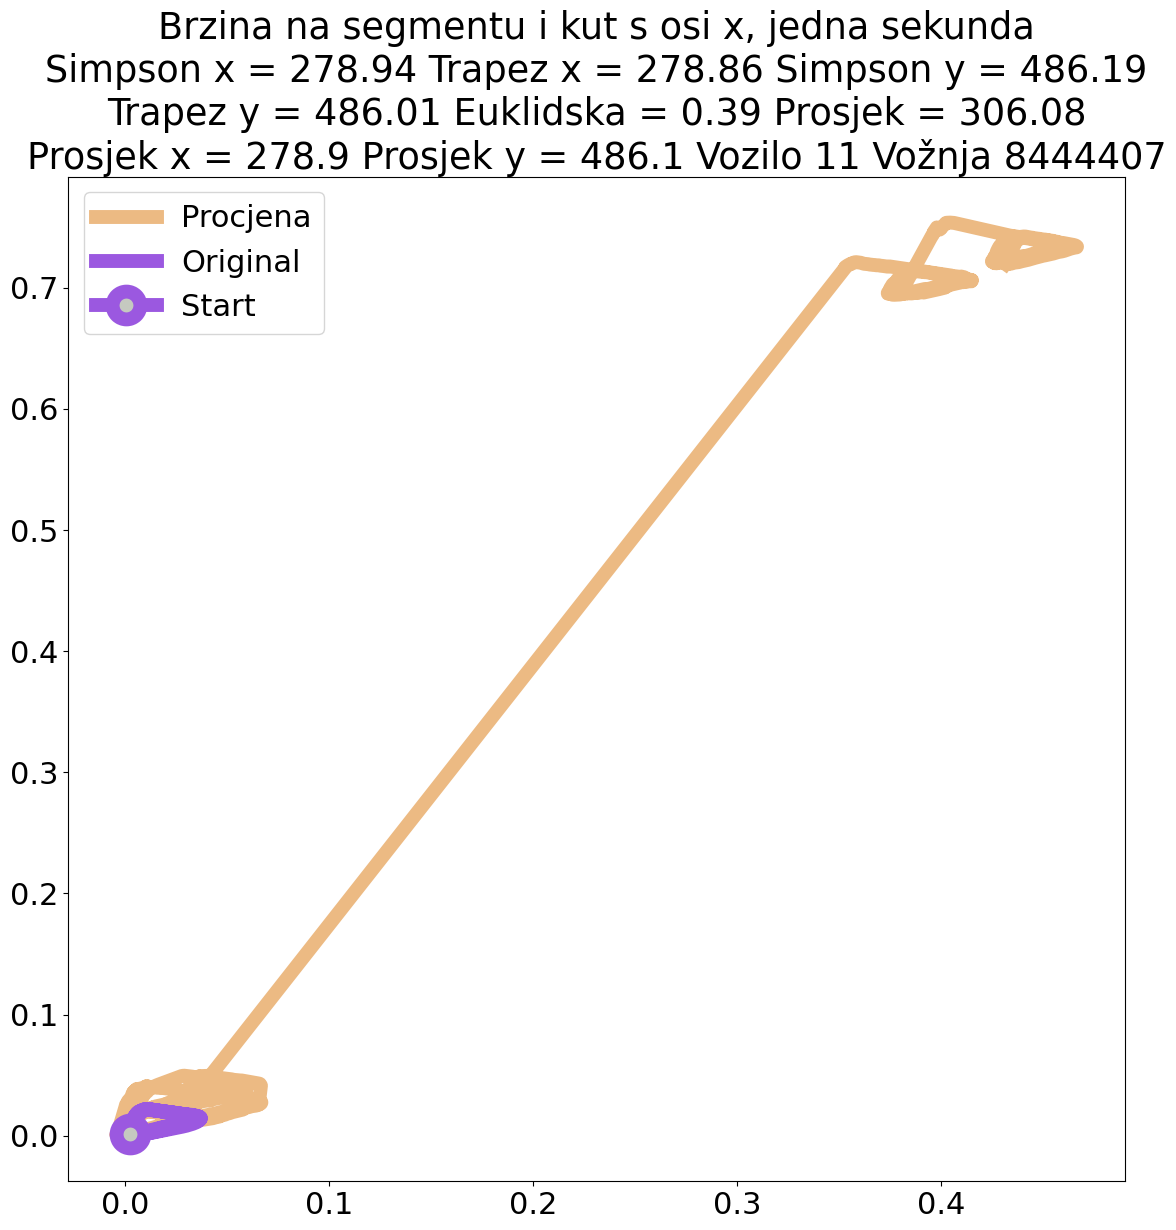 Brzina na segmentu i kut s osi x, jedna sekunda
Simpson x = 278.94 Trapez x = 278.86 Simpson y = 486.19
Trapez y = 486.01 Euklidska = 0.39 Prosjek = 306.08
Prosjek x = 278.9 Prosjek y = 486.1 Vozilo 11 Vožnja 8444407
Procjena
Original
Start
0.7
0.6
0.5
0.4
0.3
0.2
0.1
0.0
0.0 0.1 0.2 0.3 0.4